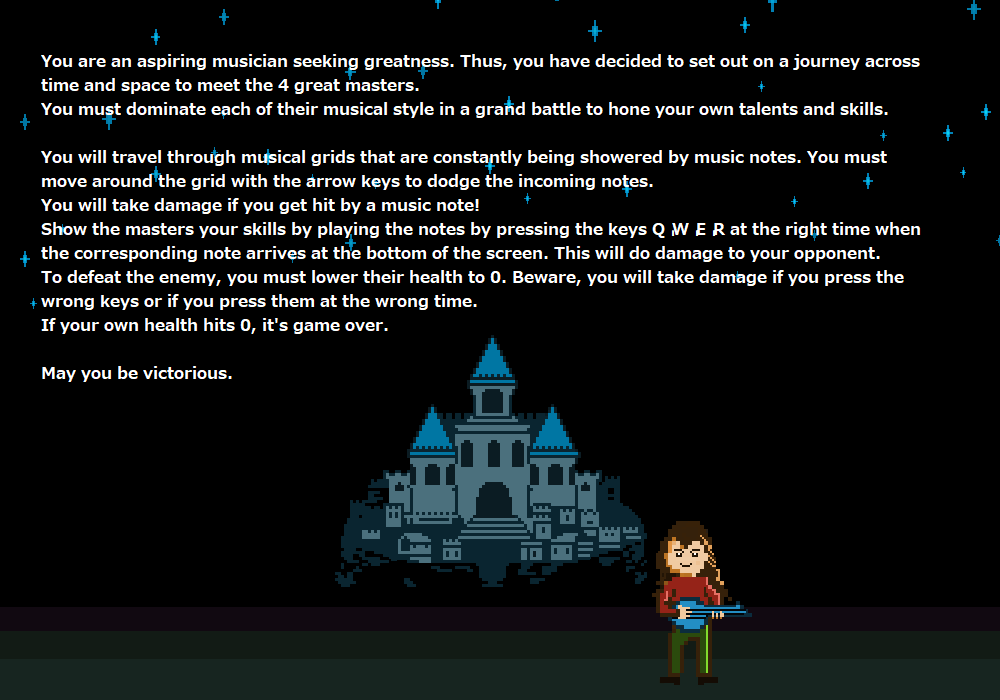 You are an aspiring musician seeking greatness. Thus, you have decided to set out on a journey across
time and space to meet the 4 great masters.
You must dominate each of their musical style in a grand battle to hone your own talents and skills.
You will travel through musical grids that are constantly being showered by music notes. You must
move around the grid with the arrow keys to dodge the incoming notes.
You will take damage if you get hit by a music note!
Show the masters your skills by playing the notes by pressing the keys Q W E R at the right time when
the corresponding note arrives at the bottom of the screen. This will do damage to your opponent.
To defeat the enemy, you must lower their health to 0. Beware, you will take damage if you press the
wrong keys or if you press them at the wrong time.
If your own health hits 0, it's game over.
May you be victorious.